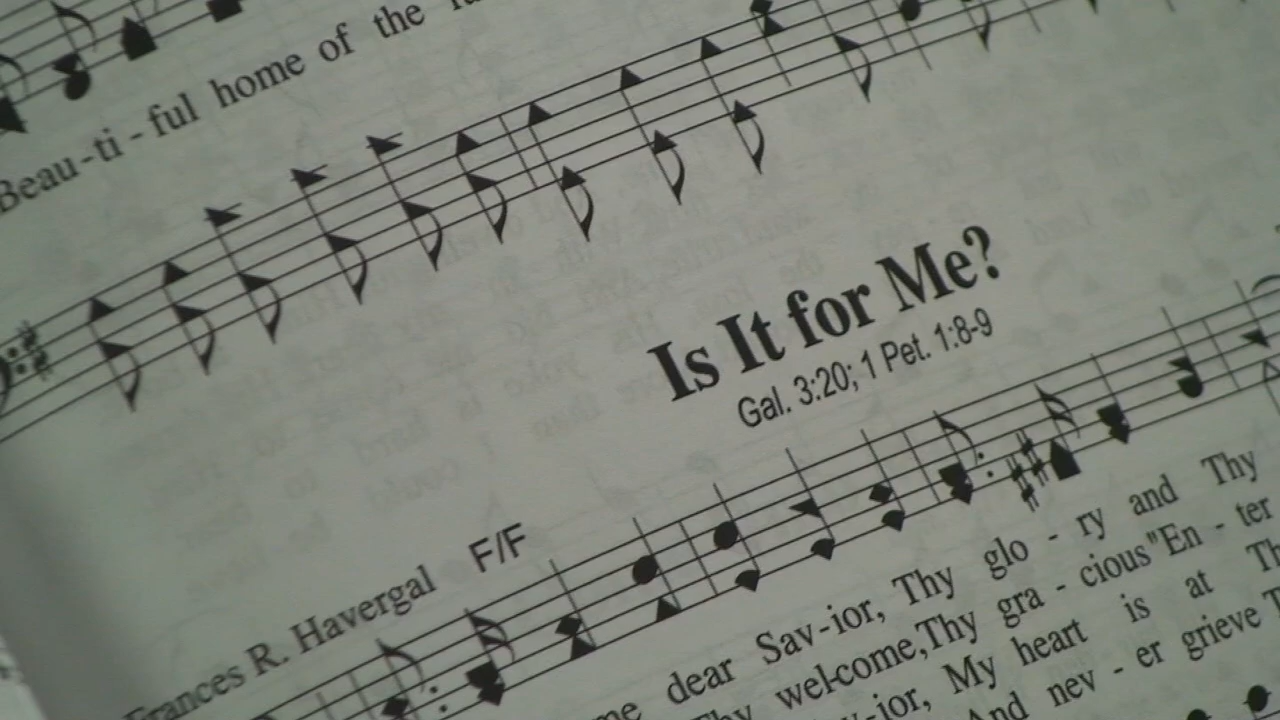 Beau-ti-ful home of the
Is It for Me?
Gal. 3:20; 1 Pet. 1:8-9
Frances R. Havergal F/F
dear Sav-ior, Thy glo-ry and Thy
wel-come, Thy gra-cious "En-ter
My heart is at
And nev-er grieve